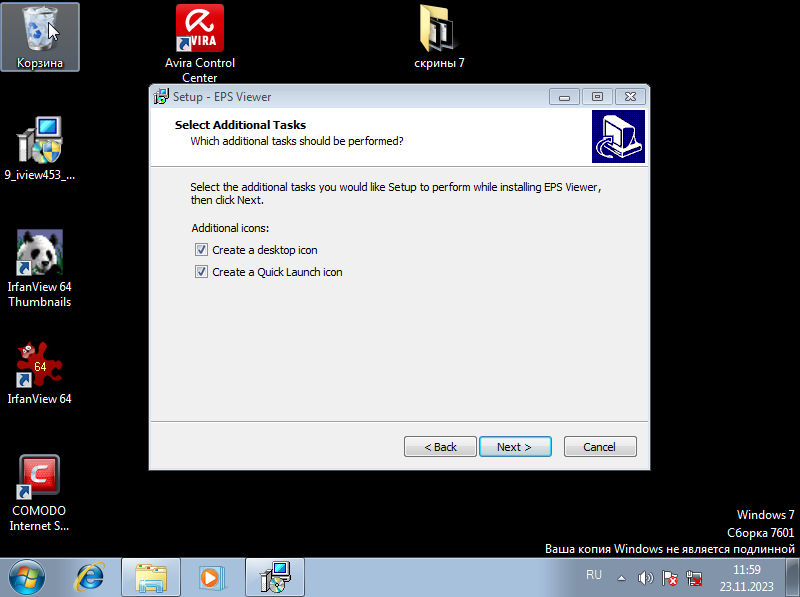 Корзина
AVIRA
Avira Control
Center
скрины 7
9_iview453_...
IrfanView 64
Thumbnails
64
IrfanView 64
COMODO
Internet S...
Setup - EPS Viewer
Select Additional Tasks
Which additional tasks should be performed?
Select the additional tasks you would like Setup to perform while installing EPS Viewer,
then click Next.
Additional icons:
Create a desktop icon
Create a Quick Launch icon
< Back
Next >
Cancel
Windows 7
Сборка 7601
Ваша копия Windows не является подлинной
RU
11:59
23.11.2023